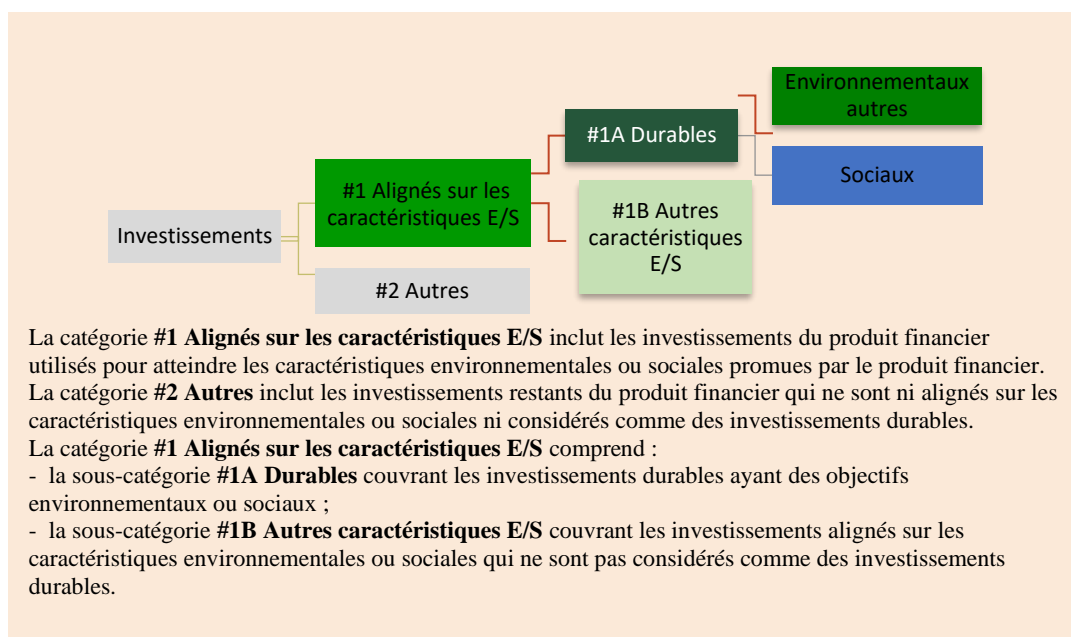 Environnementaux
autres
#1A Durables
Sociaux
#1 Alignés sur les
caractéristiques E/S
#1B Autres
caractéristiques
E/S
Investissements
#2 Autres
La catégorie #1 Alignés sur les caractéristiques E/S inclut les investissements du produit financier
utilisés pour atteindre les caractéristiques environnementales ou sociales promues par le produit financier.
La catégorie #2 Autres inclut les investissements restants du produit financier qui ne sont ni alignés sur les
caractéristiques environnementales ou sociales ni considérés comme des investissements durables.
La catégorie #1 Alignés sur les caractéristiques E/S comprend :
- la sous-catégorie #1A Durables couvrant les investissements durables ayant des objectifs
environnementaux ou sociaux ;
- la sous-catégorie #1B Autres caractéristiques E/S couvrant les investissements alignés sur les
caractéristiques environnementales ou sociales qui ne sont pas considérés comme des investissements
durables.